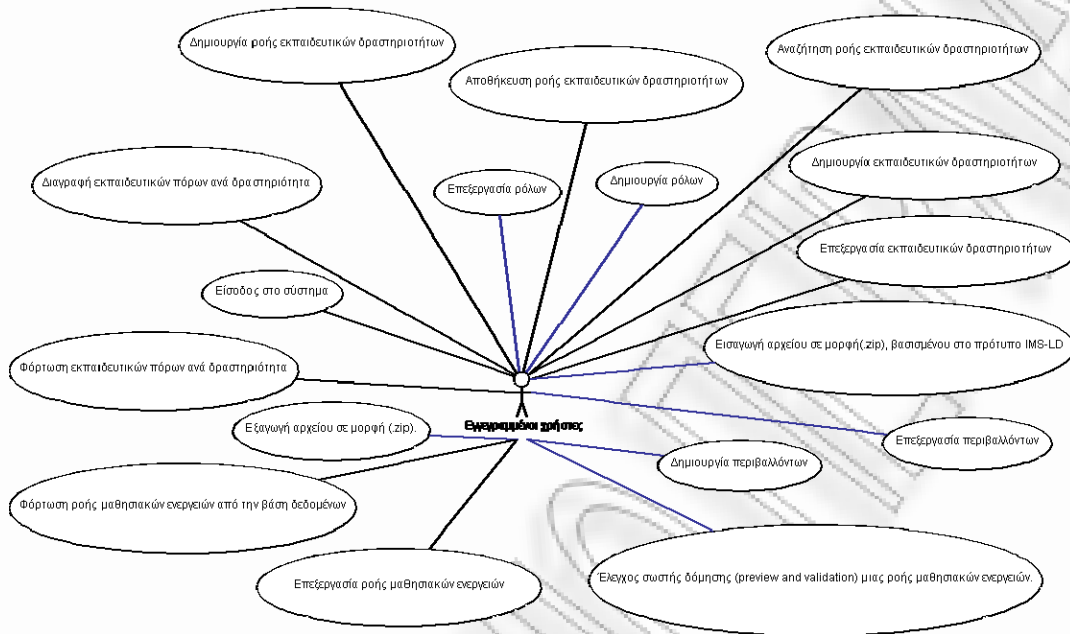 Δημιουργία ροής εκπαιδευτικών δραστηριοτήτων
Αναζήτηση ροής εκπαιδευτικών δραστηριοτήτων
Αποθήκευση ροής εκπαιδευτικών δραστηριοτήτων
Δημιουργία εκπαιδευτικών δραστηριοτήτων
Διαγραφή εκπαιδευτικών πόρων ανά δραστηριότητα
Επεξεργασία ρόλων
Δημιουργία ρόλων
Επεξεργασία εκπαιδευτικών δραστηριοτήτων
Είσοδος στο σύστημα
Εισαγωγή αρχείου σε μορφή(.zip), βασισμένου στο πρότυπο IMS-LD
Φόρτωση εκπαιδευτικών πόρων ανά δραστηριότητα
Εγγεγραμμένοι Χρήστες
Εξαγωγή αρχείου σε μορφή (.zip).
Επεξεργασία περιβαλλόντων
Δημιουργία περιβαλλόντων
Φόρτωση ροής μαθησιακών ενεργειών από την βάση δεδομένων
Επεξεργασία ροής μαθησιακών ενεργειών
Έλεγχος σωστής δόμησης (preview and validation) μιας ροής μαθησιακών ενεργειών.